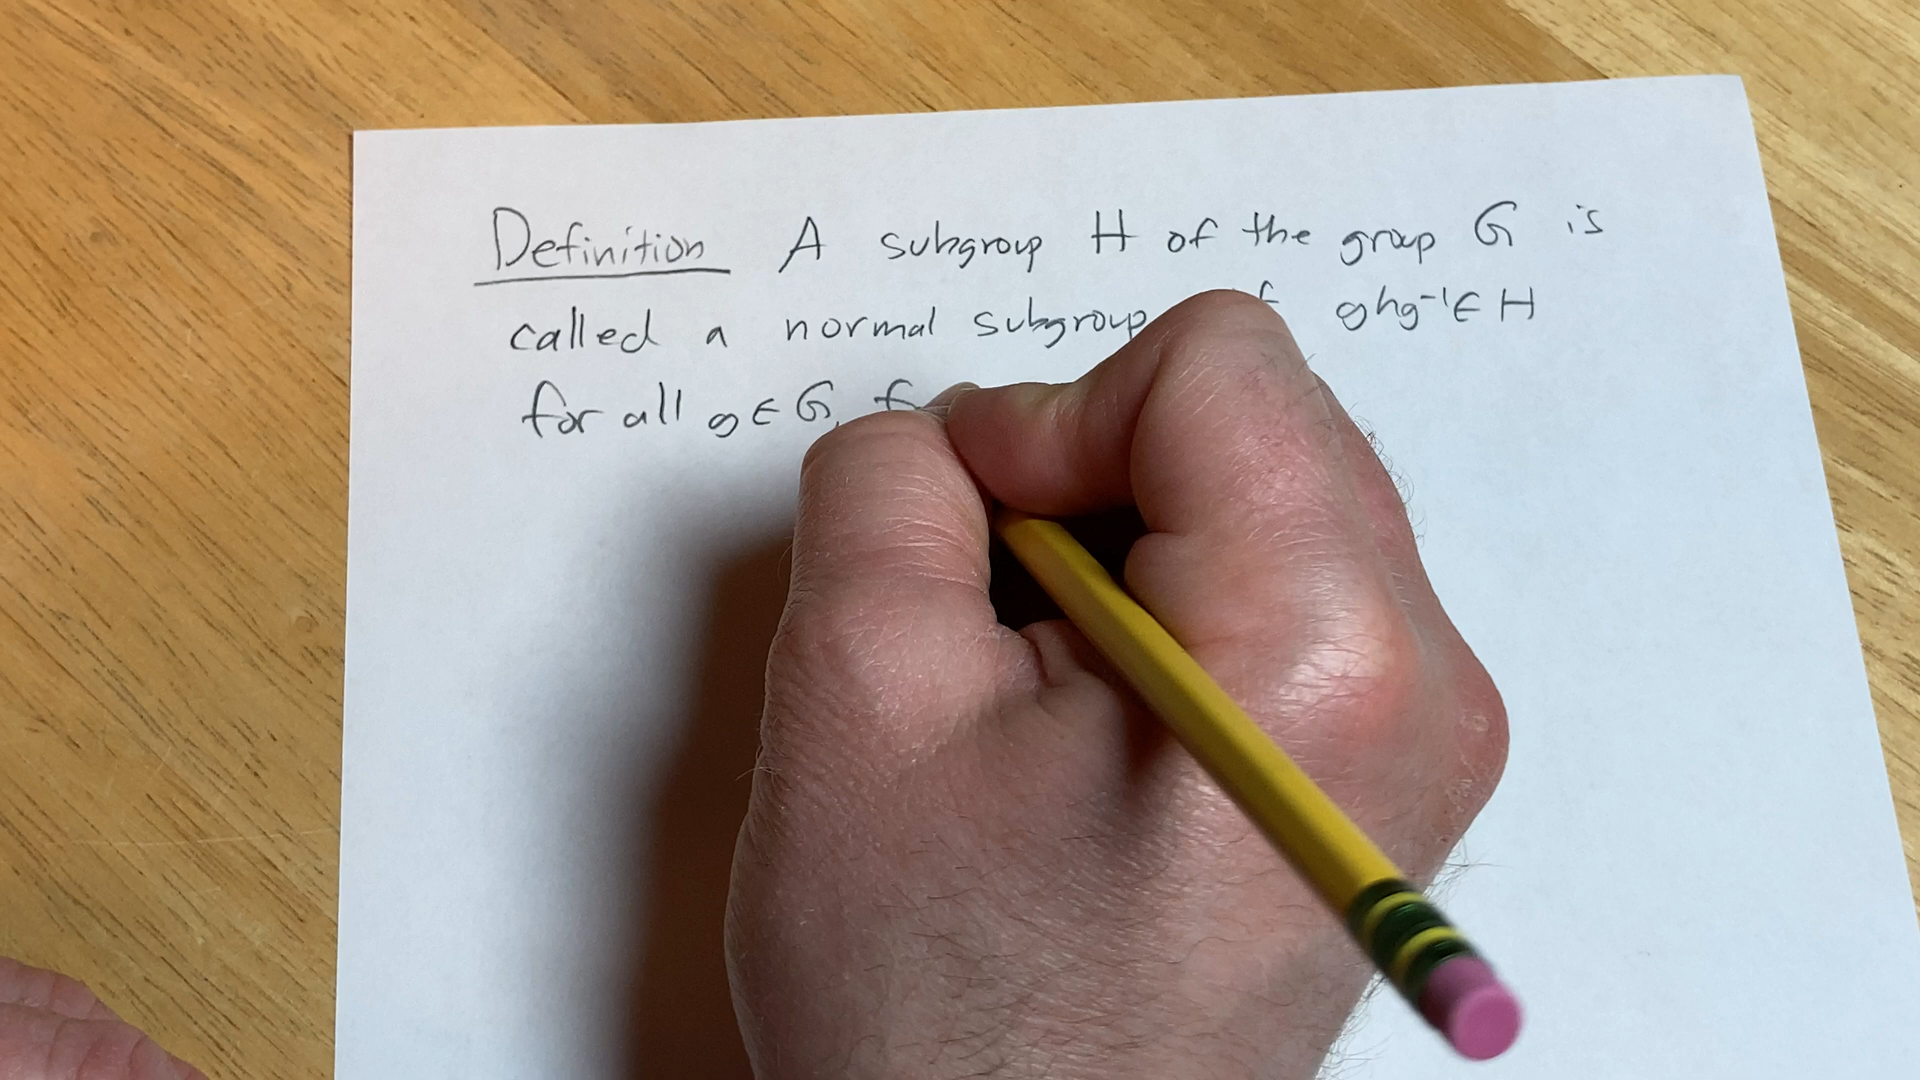 Definition A subgroup H of the group G is
called a normal subgroup ghg⁻¹∈ H
for all g ∈ G,